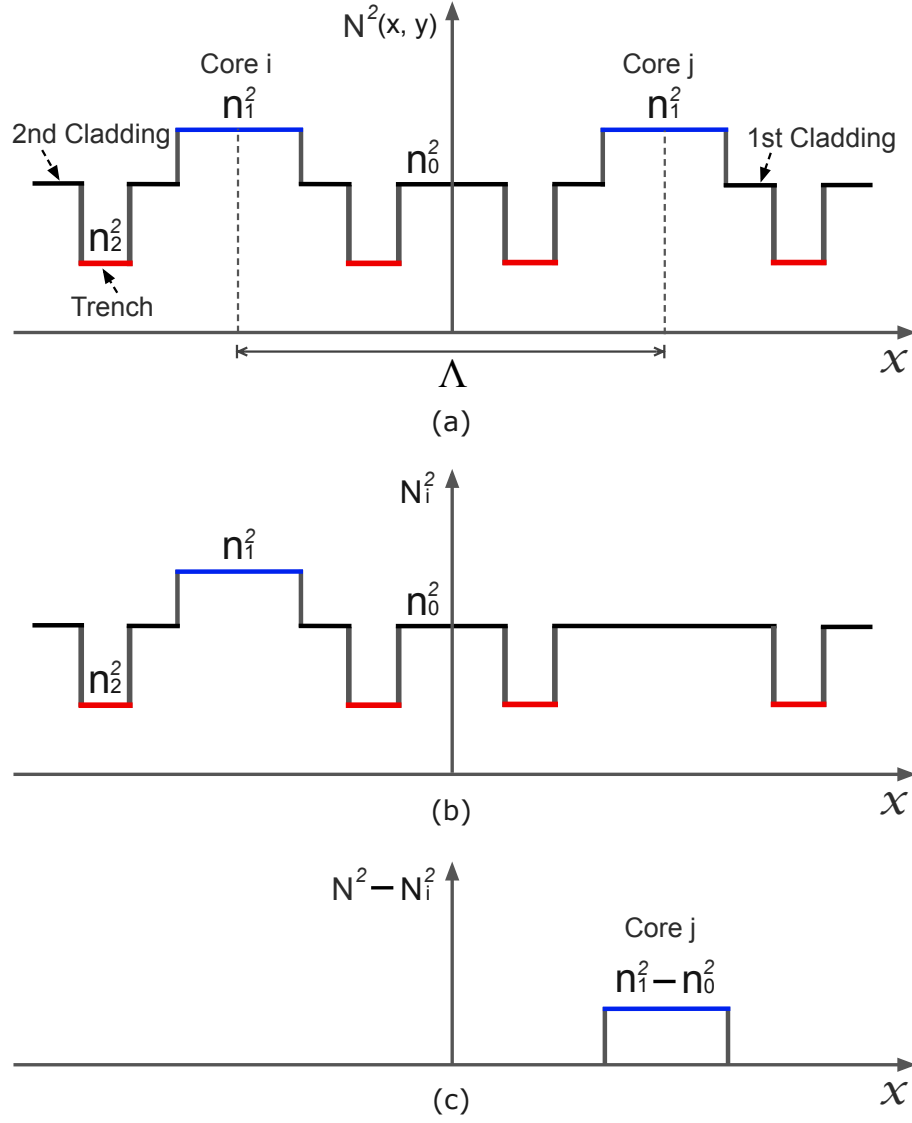 N²(x, y)
Core i
Core j
n₁²
n₁²
2nd Cladding
n₀²
1st Cladding
n₂²
Trench
Λ
x
(a)
Nᵢ²
n₁²
n₀²
n₂²
x
(b)
N² − Nᵢ²
Core j
n₁² − n₀²
x
(c)